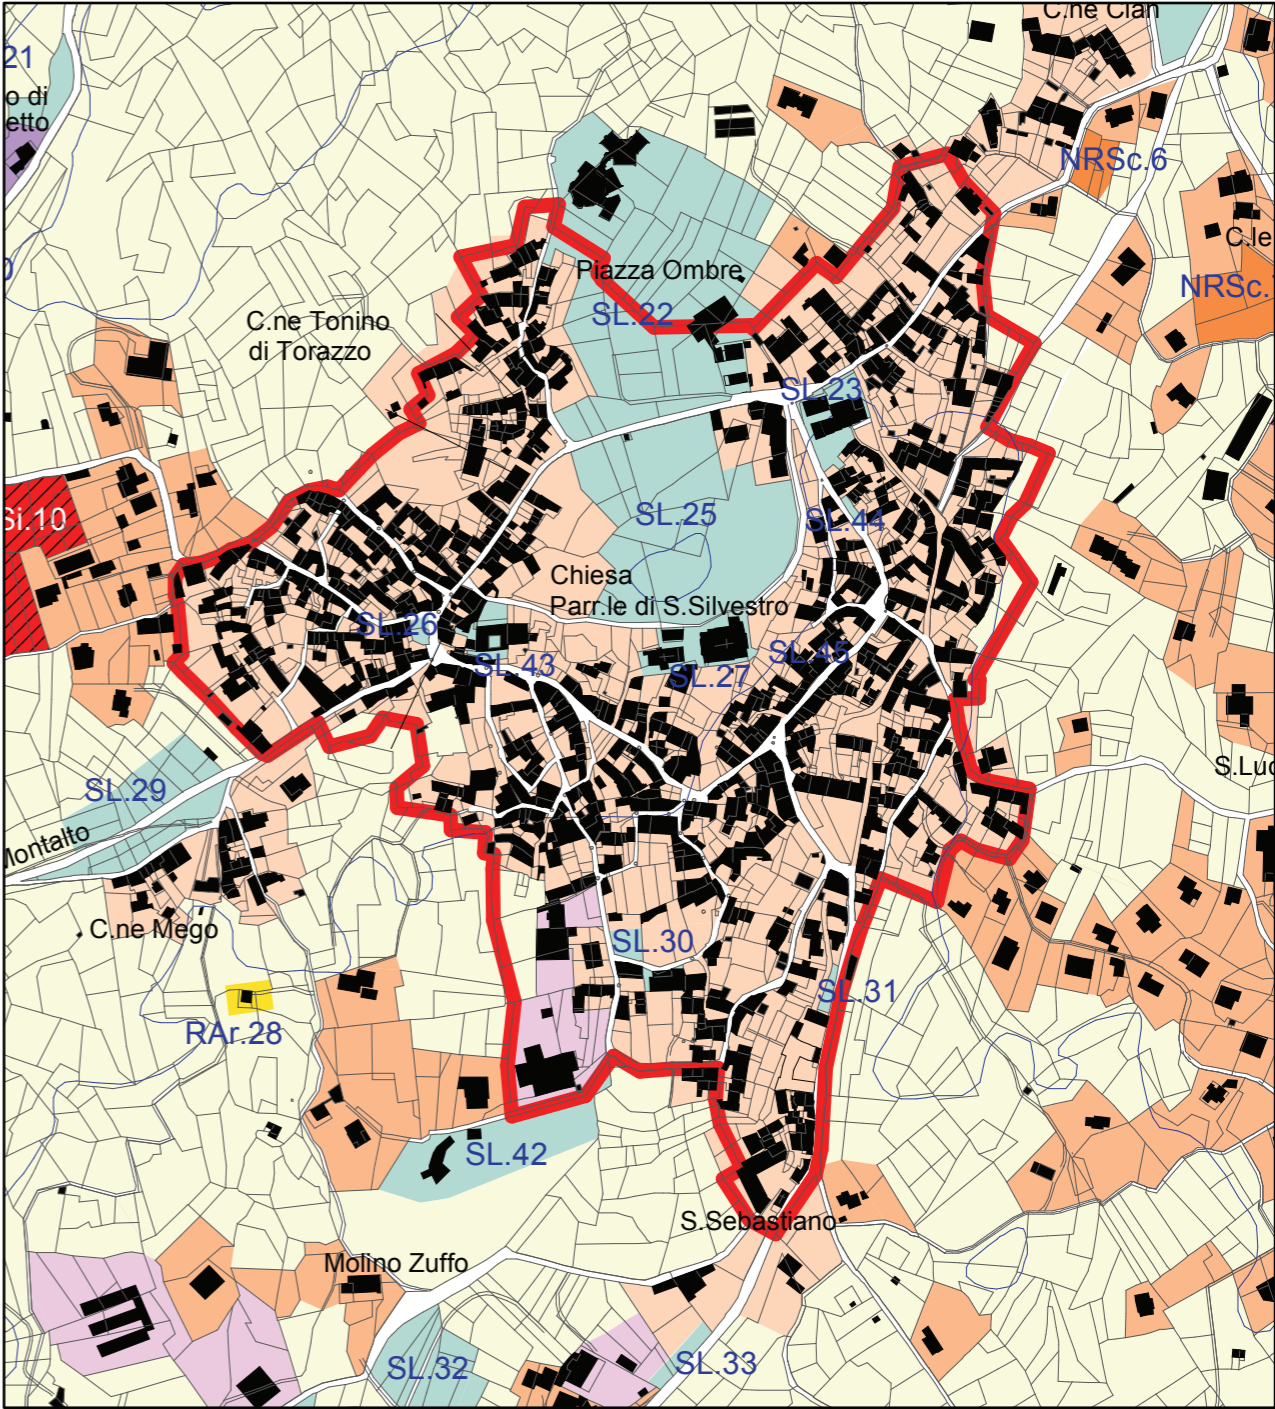 C.ne Clan
21
o di
etto
NRSc.6
C.le
Piazza Ombre
NRSc.
SL.22
C.ne Tonino
di Torazzo
SL.23
SL.25
SL.44
Si.10
Chiesa
Parr.le di S.Silvestro
SL.26
SL.45
SL.43
SL.27
S.Luc
SL.29
Montalto
C.ne Mego
SL.30
SL.31
RAr.28
SL.42
S.Sebastiano
Molino Zuffo
SL.32
SL.33